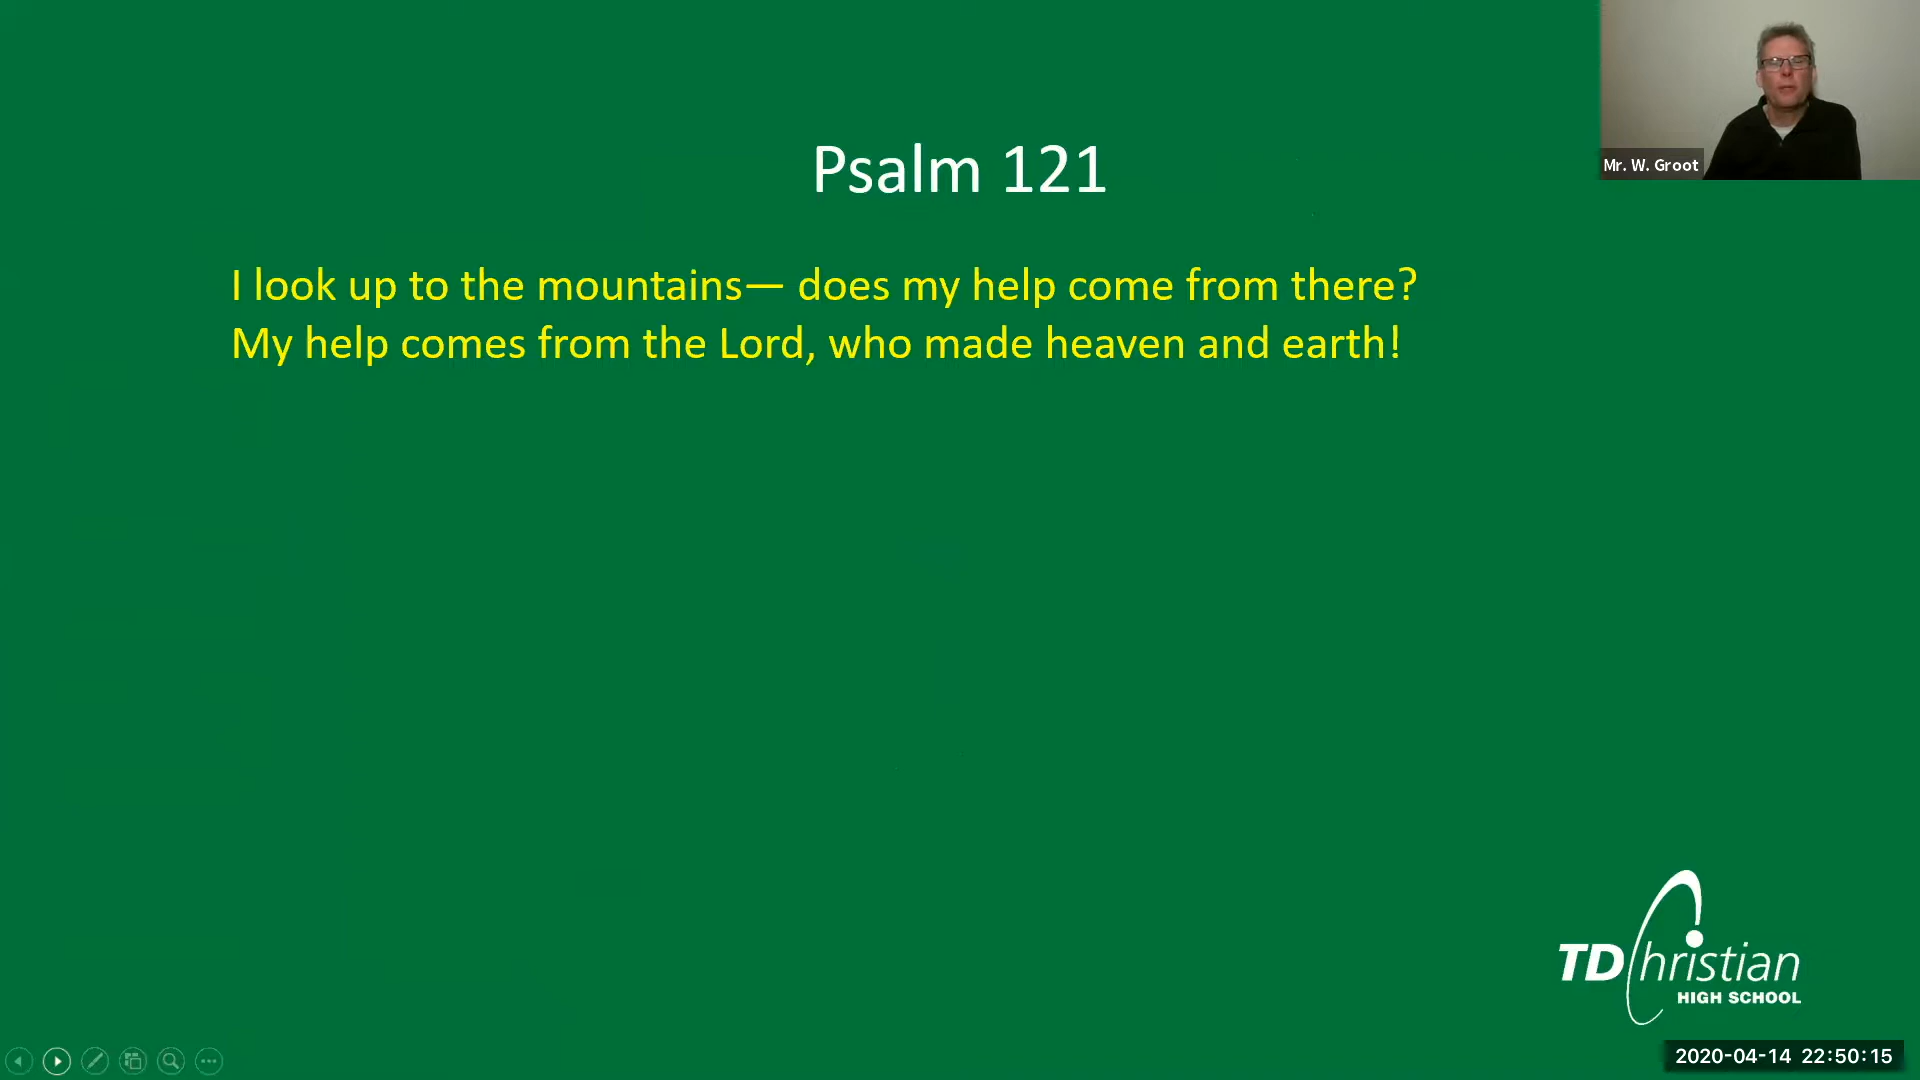 Psalm 121
I look up to the mountains— does my help come from there?
My help comes from the Lord, who made heaven and earth!
Mr. W. Groot
TDChristian
HIGH SCHOOL
2020-04-14 22:50:15